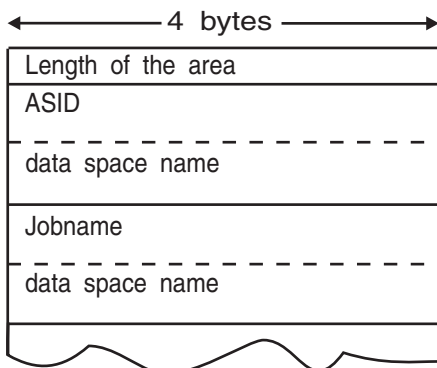 4 bytes
Length of the area
ASID
data space name
Jobname
data space name